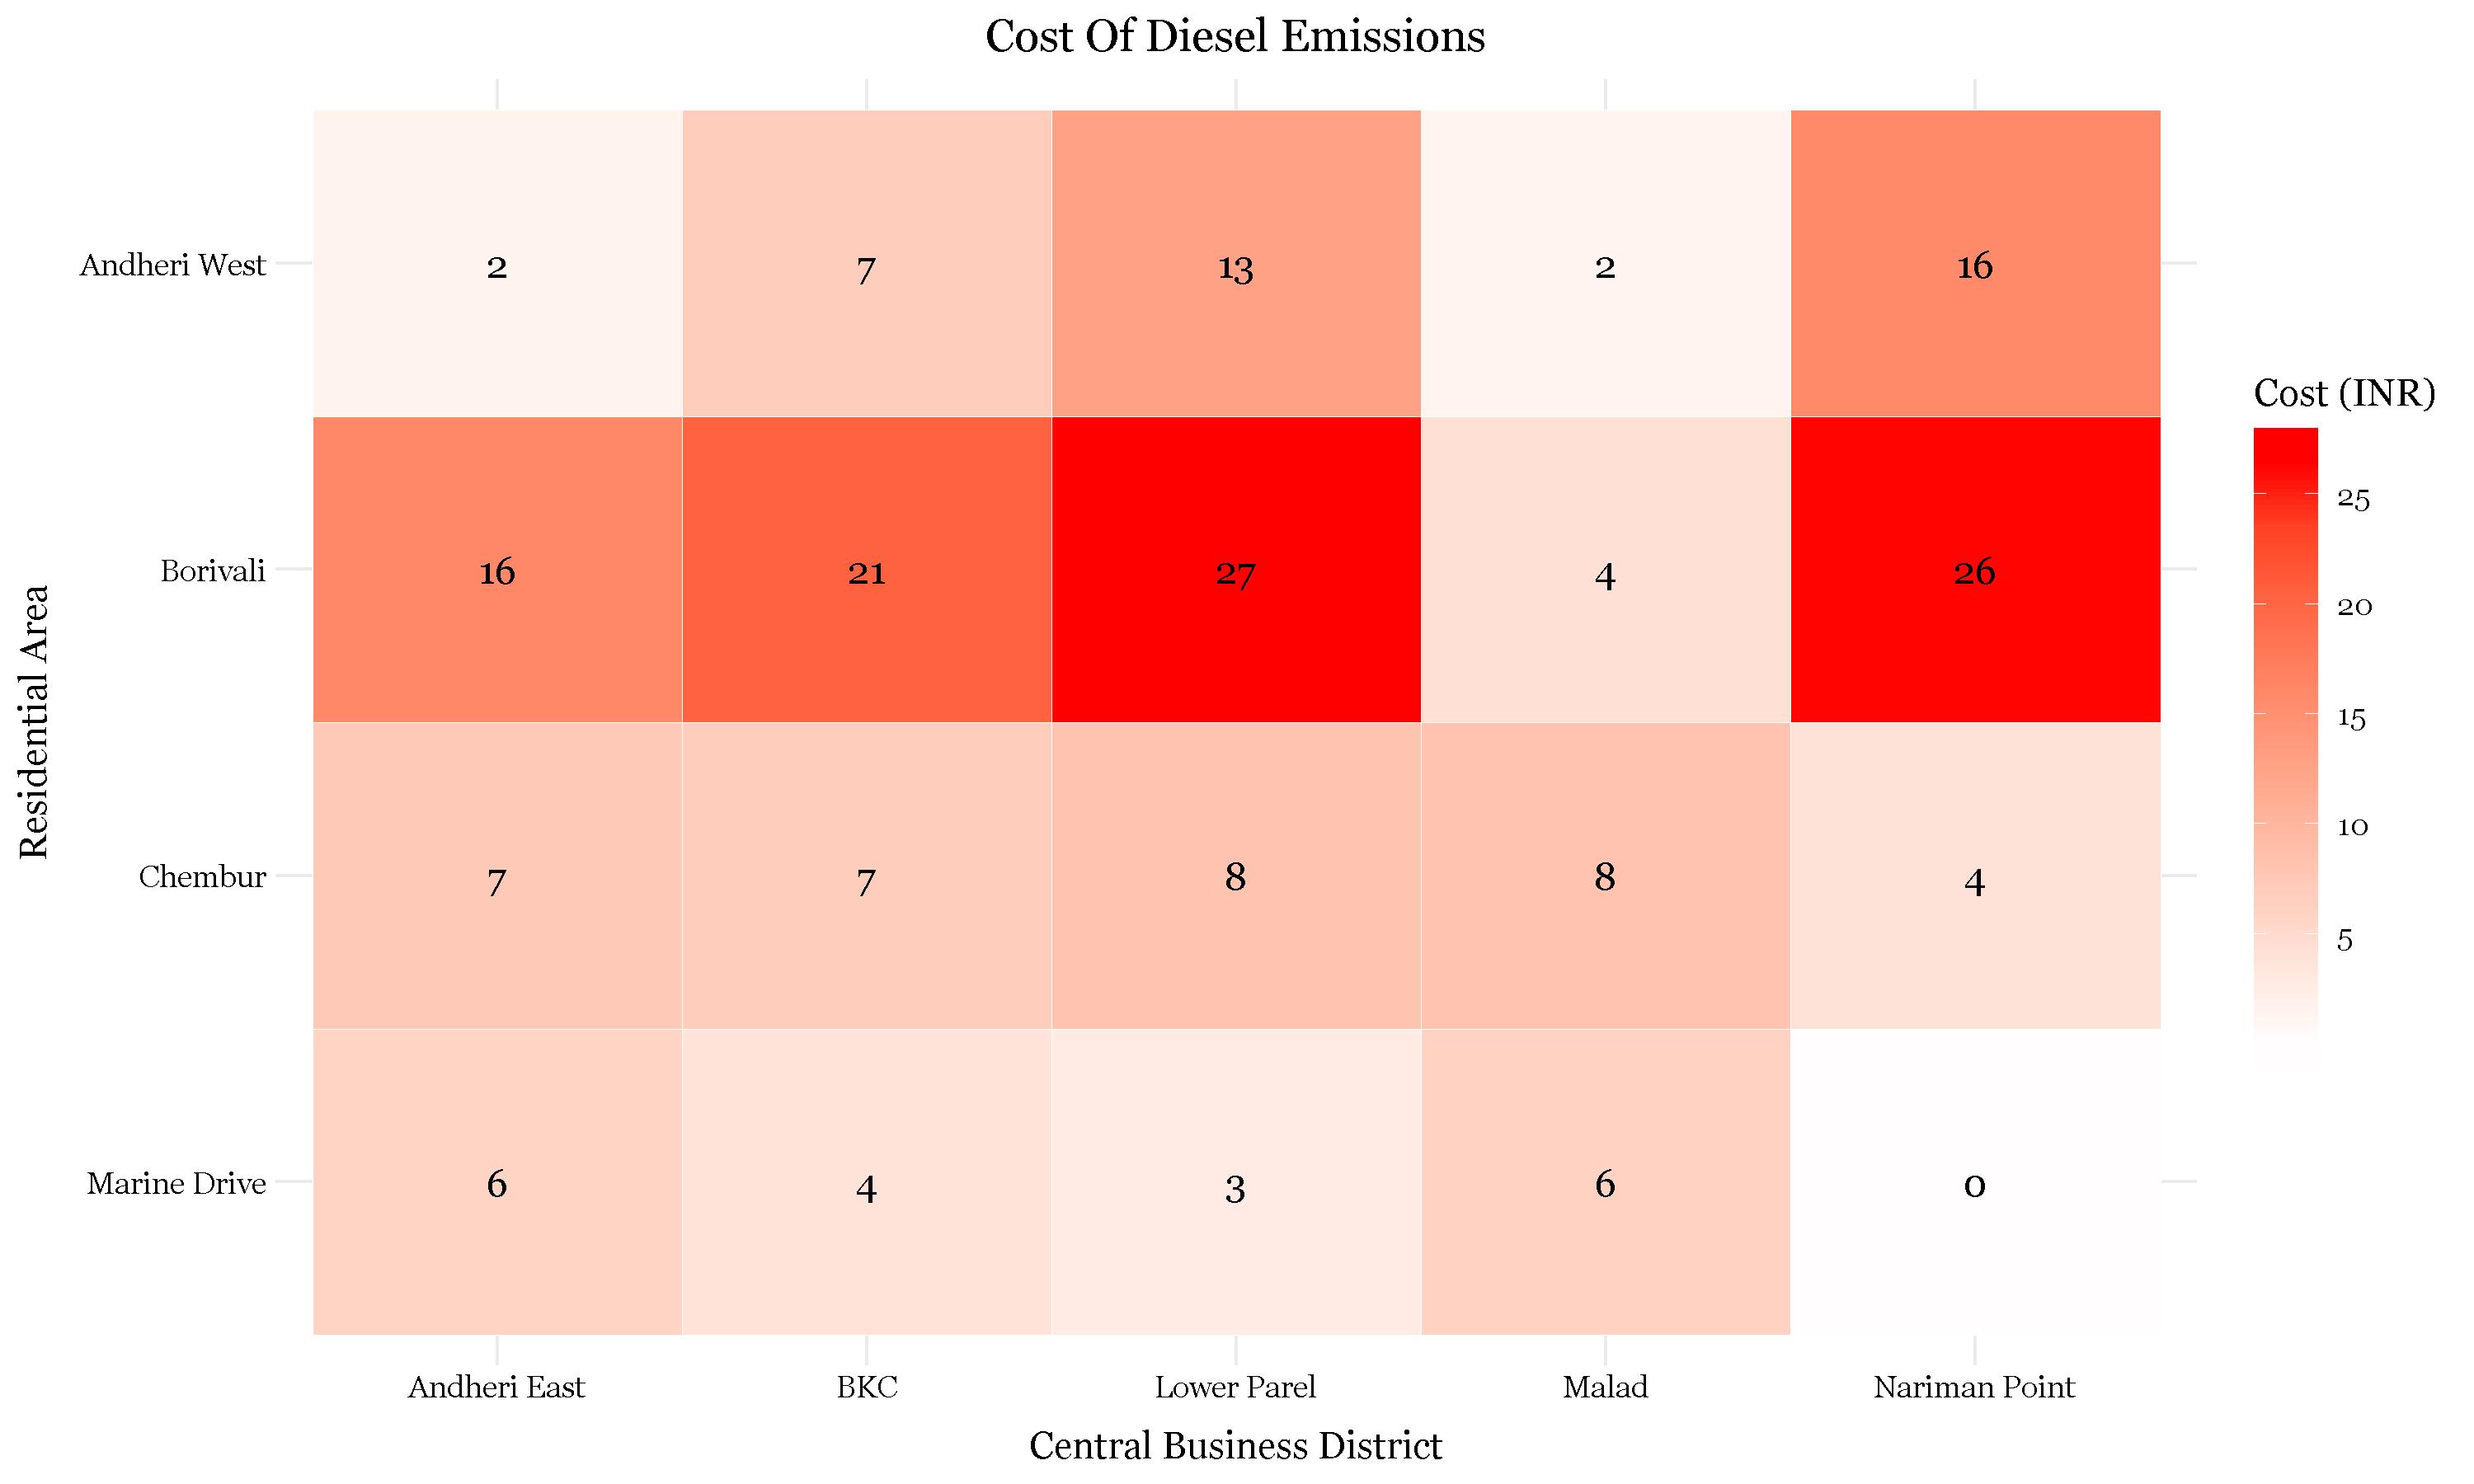 Cost Of Diesel Emissions
Residential Area
Andheri West 2 7 13 2 16
Borivali 16 21 27 4 26
Chembur 7 7 8 8 4
Marine Drive 6 4 3 6 0
Andheri East BKC Lower Parel Malad Nariman Point
Central Business District
Cost (INR)
25
20
15
10
5